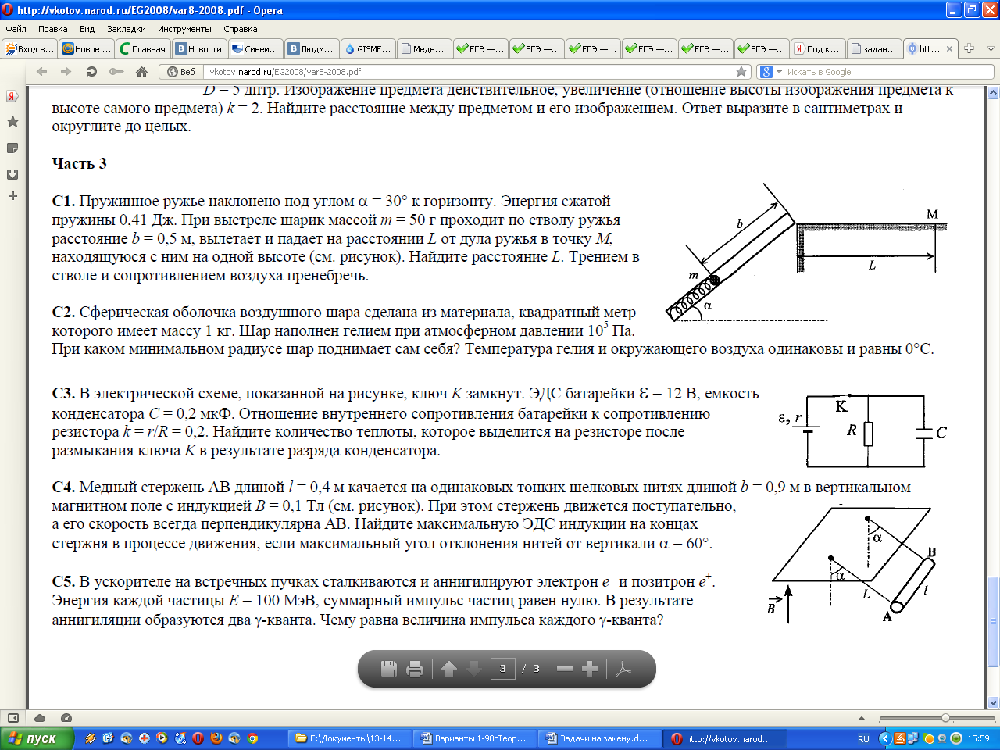 http://vkotov.narod.ru/EG2008/var8-2008.pdf - Opera
Файл Правка Вид Закладки Инструменты Справка
Вход в... Новое ... Главная Новости Синем... Людм... GISME... Медн... ЕГЭ —... ЕГЭ —... ЕГЭ —... ЕГЭ —... ЕГЭ —... ЕГЭ —... Под к... задан... htt...
Веб vkotov.narod.ru/EG2008/var8-2008.pdf Искать в Google
D = 5 дптр. Изображение предмета действительное, увеличение (отношение высоты изображения предмета к
высоте самого предмета) k = 2. Найдите расстояние между предметом и его изображением. Ответ выразите в сантиметрах и
округлите до целых.
Часть 3
С1. Пружинное ружье наклонено под углом α = 30° к горизонту. Энергия сжатой
пружины 0,41 Дж. При выстреле шарик массой m = 50 г проходит по стволу ружья
расстояние b = 0,5 м, вылетает и падает на расстоянии L от дула ружья в точку М,
находящуюся с ним на одной высоте (см. рисунок). Найдите расстояние L. Трением в
стволе и сопротивлением воздуха пренебречь.
b
M
L
m
α
С2. Сферическая оболочка воздушного шара сделана из материала, квадратный метр
которого имеет массу 1 кг. Шар наполнен гелием при атмосферном давлении 10⁵ Па.
При каком минимальном радиусе шар поднимает сам себя? Температура гелия и окружающего воздуха одинаковы и равны 0°С.
С3. В электрической схеме, показанной на рисунке, ключ K замкнут. ЭДС батарейки Ɛ = 12 В, емкость
конденсатора C = 0,2 мкФ. Отношение внутреннего сопротивления батарейки к сопротивлению
резистора k = r/R = 0,2. Найдите количество теплоты, которое выделится на резисторе после
размыкания ключа K в результате разряда конденсатора.
K
ε, r
R
C
С4. Медный стержень АВ длиной l = 0,4 м качается на одинаковых тонких шелковых нитях длиной b = 0,9 м в вертикальном
магнитном поле с индукцией B = 0,1 Тл (см. рисунок). При этом стержень движется поступательно,
а его скорость всегда перпендикулярна АВ. Найдите максимальную ЭДС индукции на концах
стержня в процессе движения, если максимальный угол отклонения нитей от вертикали α = 60°.
α
B
α
L
l
B
A
С5. В ускорителе на встречных пучках сталкиваются и аннигилируют электрон e⁻ и позитрон e⁺.
Энергия каждой частицы E = 100 МэВ, суммарный импульс частиц равен нулю. В результате
аннигиляции образуются два γ-кванта. Чему равна величина импульса каждого γ-кванта?
3 / 3
пуск E:\Документы\13-14... Варианты 1-90сТеор... Задачи на замену.d... http://vkotov.narod.... RU 15:59